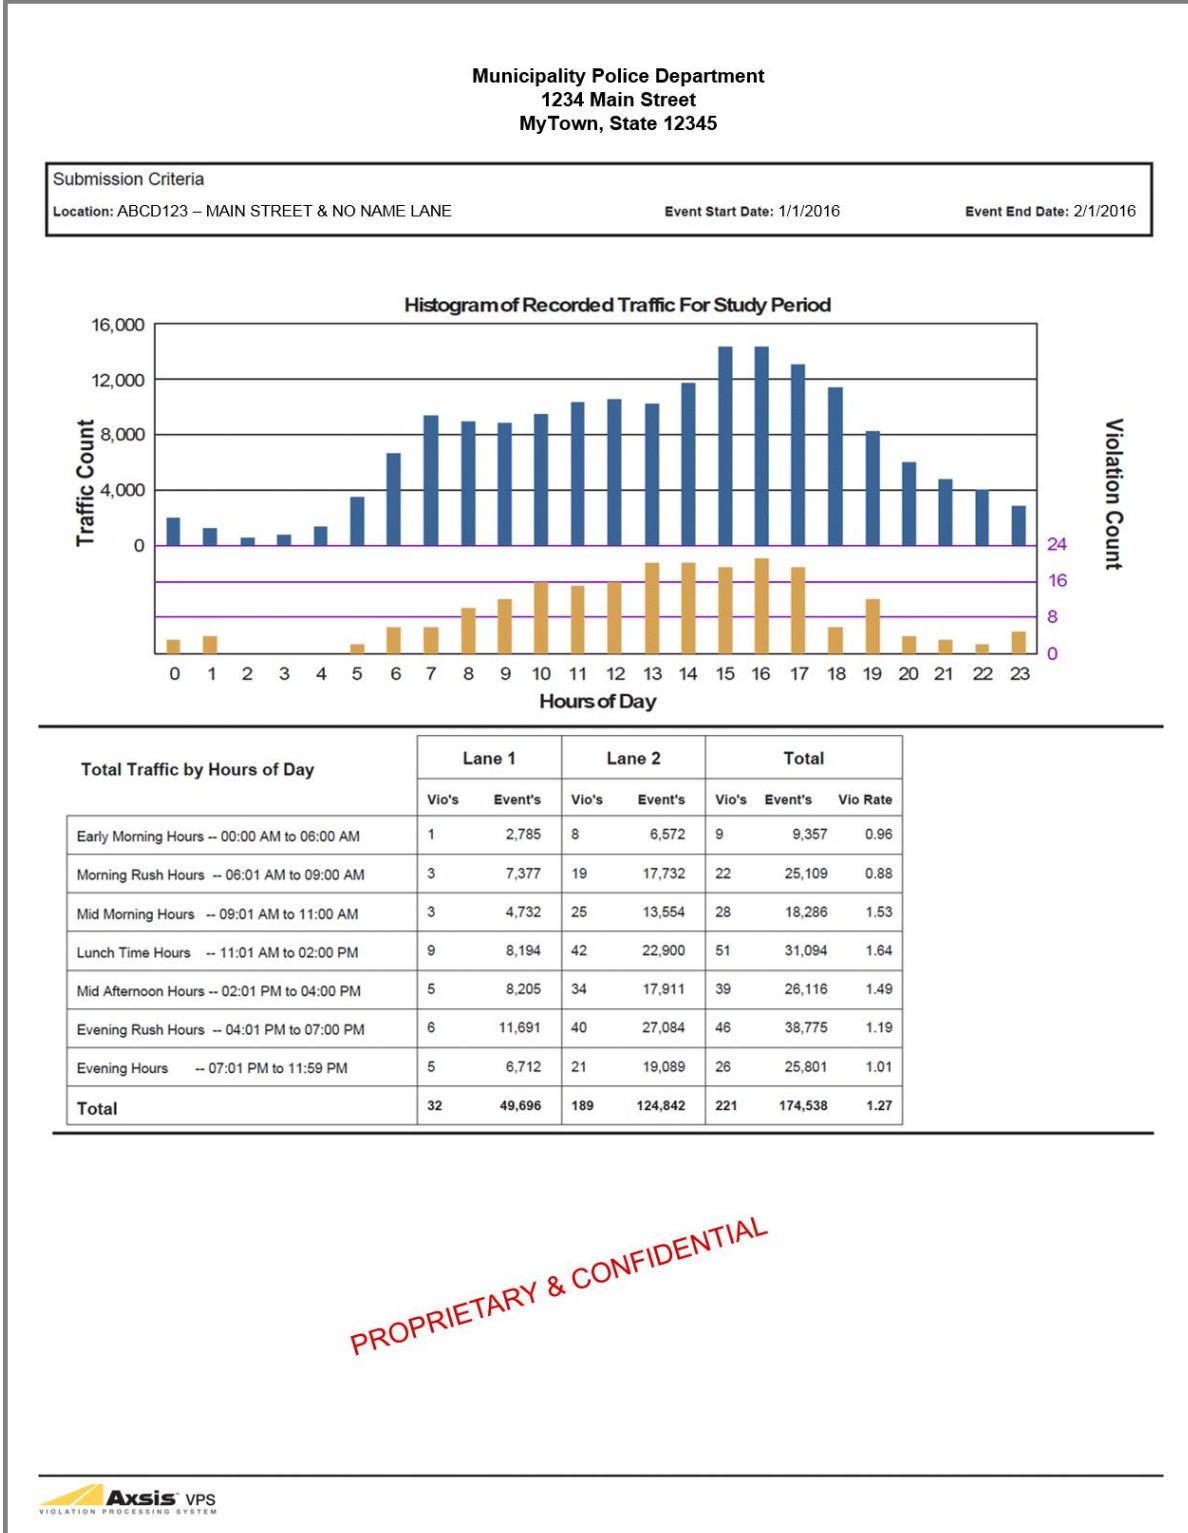 Municipality Police Department
1234 Main Street
MyTown, State 12345
Submission Criteria
Location: ABCD123 – MAIN STREET & NO NAME LANE Event Start Date: 1/1/2016 Event End Date: 2/1/2016
Histogram of Recorded Traffic For Study Period
16,000
12,000
8,000
4,000
0
Traffic Count
Violation Count
24
16
8
0
0 1 2 3 4 5 6 7 8 9 10 11 12 13 14 15 16 17 18 19 20 21 22 23
Hours of Day
Total Traffic by Hours of Day Lane 1 Lane 2 Total
Vio's Event's Vio's Event's Vio's Event's Vio Rate
Early Morning Hours -- 00:00 AM to 06:00 AM 1 2,785 8 6,572 9 9,357 0.96
Morning Rush Hours -- 06:01 AM to 09:00 AM 3 7,377 19 17,732 22 25,109 0.88
Mid Morning Hours -- 09:01 AM to 11:00 AM 3 4,732 25 13,554 28 18,286 1.53
Lunch Time Hours -- 11:01 AM to 02:00 PM 9 8,194 42 22,900 51 31,094 1.64
Mid Afternoon Hours -- 02:01 PM to 04:00 PM 5 8,205 34 17,911 39 26,116 1.49
Evening Rush Hours -- 04:01 PM to 07:00 PM 6 11,691 40 27,084 46 38,775 1.19
Evening Hours -- 07:01 PM to 11:59 PM 5 6,712 21 19,089 26 25,801 1.01
Total 32 49,696 189 124,842 221 174,538 1.27
PROPRIETARY & CONFIDENTIAL
Axsis™ VPS
VIOLATION PROCESSING SYSTEM